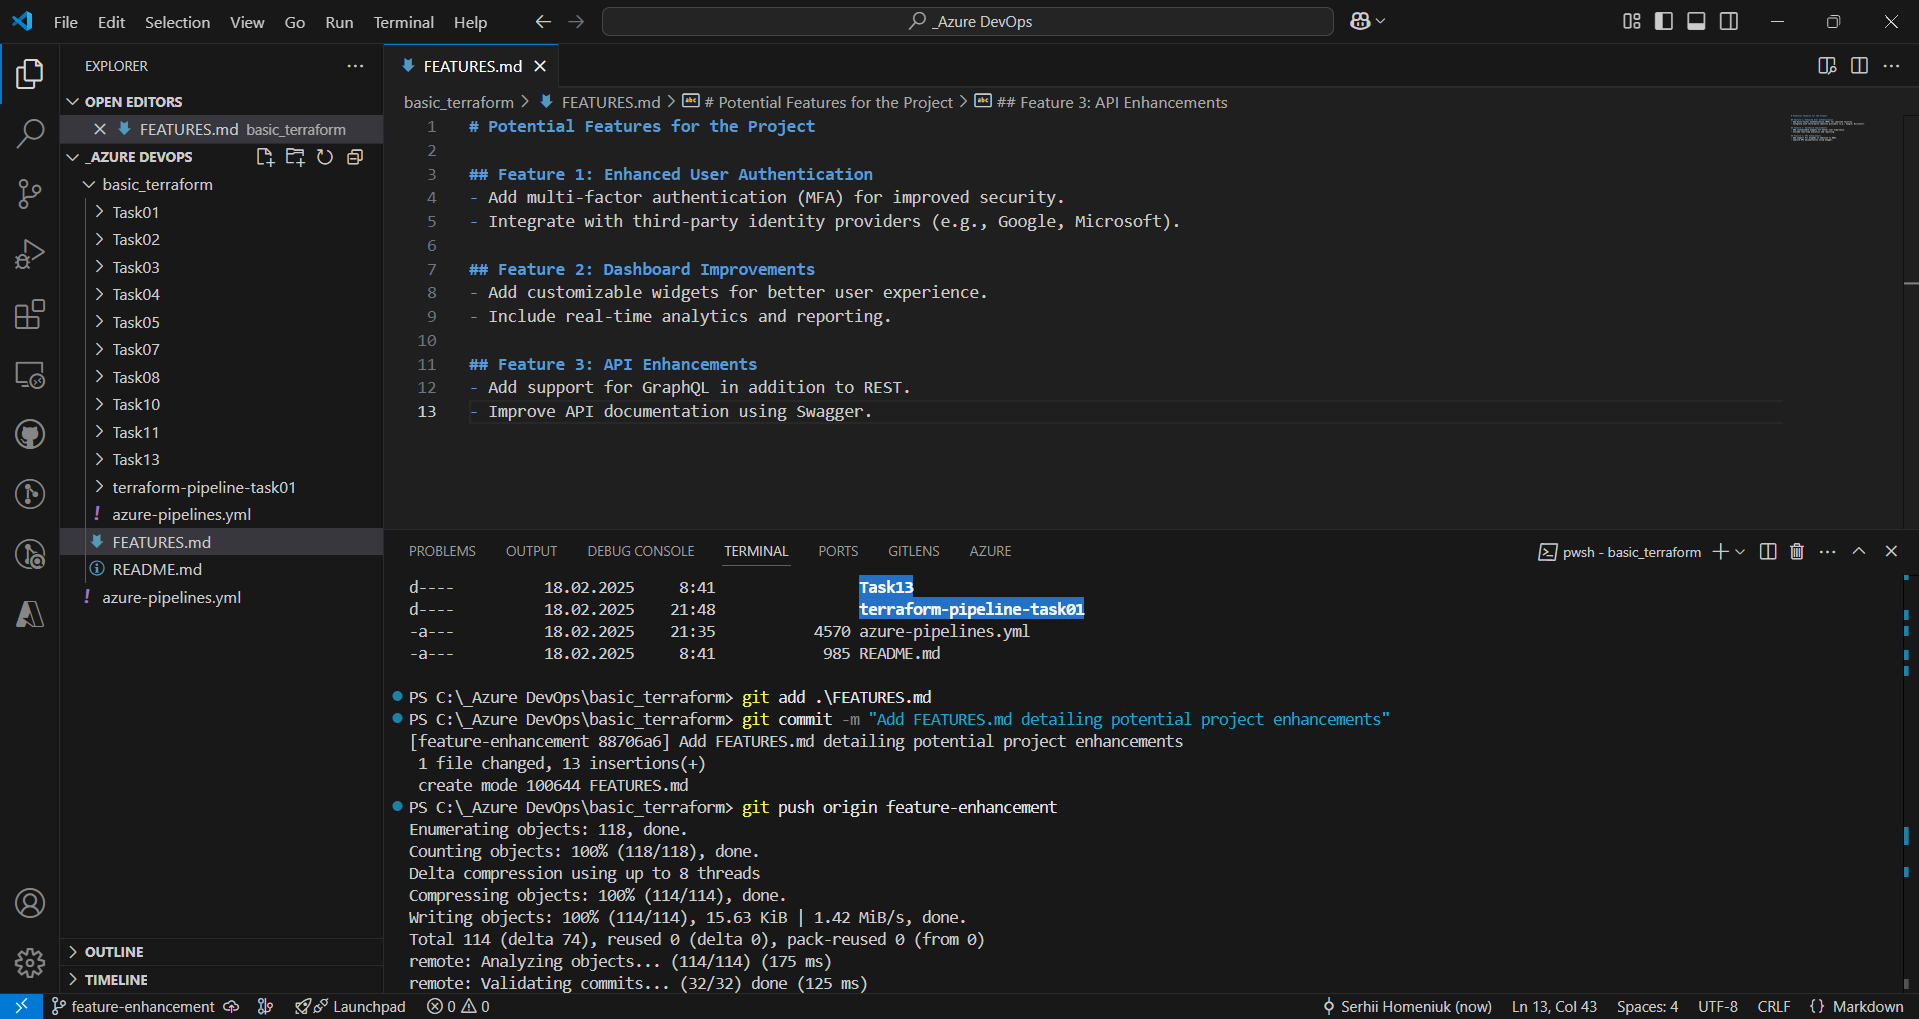 File Edit Selection View Go Run Terminal Help
_Azure DevOps
EXPLORER
OPEN EDITORS
FEATURES.md basic_terraform
_AZURE DEVOPS
basic_terraform
Task01
Task02
Task03
Task04
Task05
Task07
Task08
Task10
Task11
Task13
terraform-pipeline-task01
! azure-pipelines.yml
FEATURES.md
README.md
! azure-pipelines.yml
OUTLINE
TIMELINE
FEATURES.md
basic_terraform > FEATURES.md > # Potential Features for the Project > ## Feature 3: API Enhancements
1 # Potential Features for the Project
2
3 ## Feature 1: Enhanced User Authentication
4 - Add multi-factor authentication (MFA) for improved security.
5 - Integrate with third-party identity providers (e.g., Google, Microsoft).
6
7 ## Feature 2: Dashboard Improvements
8 - Add customizable widgets for better user experience.
9 - Include real-time analytics and reporting.
10
11 ## Feature 3: API Enhancements
12 - Add support for GraphQL in addition to REST.
13 - Improve API documentation using Swagger.
PROBLEMS OUTPUT DEBUG CONSOLE TERMINAL PORTS GITLENS AZURE
pwsh - basic_terraform
d---- 18.02.2025 8:41 Task13
d---- 18.02.2025 21:48 terraform-pipeline-task01
-a--- 18.02.2025 21:35 4570 azure-pipelines.yml
-a--- 18.02.2025 8:41 985 README.md
PS C:\_Azure DevOps\basic_terraform> git add .\FEATURES.md
PS C:\_Azure DevOps\basic_terraform> git commit -m "Add FEATURES.md detailing potential project enhancements"
[feature-enhancement 88706a6] Add FEATURES.md detailing potential project enhancements
1 file changed, 13 insertions(+)
create mode 100644 FEATURES.md
PS C:\_Azure DevOps\basic_terraform> git push origin feature-enhancement
Enumerating objects: 118, done.
Counting objects: 100% (118/118), done.
Delta compression using up to 8 threads
Compressing objects: 100% (114/114), done.
Writing objects: 100% (114/114), 15.63 KiB | 1.42 MiB/s, done.
Total 114 (delta 74), reused 0 (delta 0), pack-reused 0 (from 0)
remote: Analyzing objects... (114/114) (175 ms)
remote: Validating commits... (32/32) done (125 ms)
feature-enhancement Launchpad 0 0 Serhii Homeniuk (now) Ln 13, Col 43 Spaces: 4 UTF-8 CRLF {} Markdown